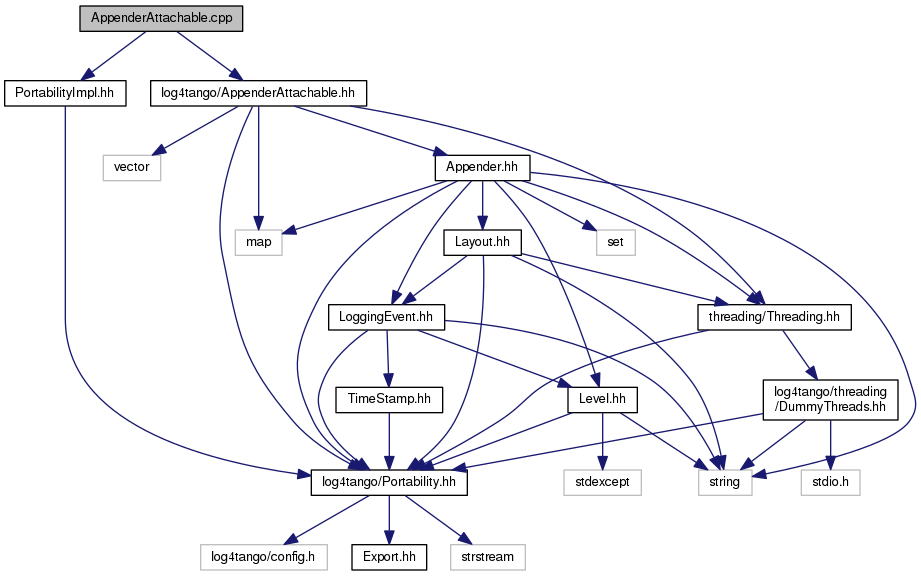 AppenderAttachable.cpp
PortabilityImpl.hh
log4tango/AppenderAttachable.hh
vector
Appender.hh
map
Layout.hh
set
LoggingEvent.hh
threading/Threading.hh
TimeStamp.hh
Level.hh
log4tango/threading
/DummyThreads.hh
log4tango/Portability.hh
stdexcept
string
stdio.h
log4tango/config.h
Export.hh
strstream